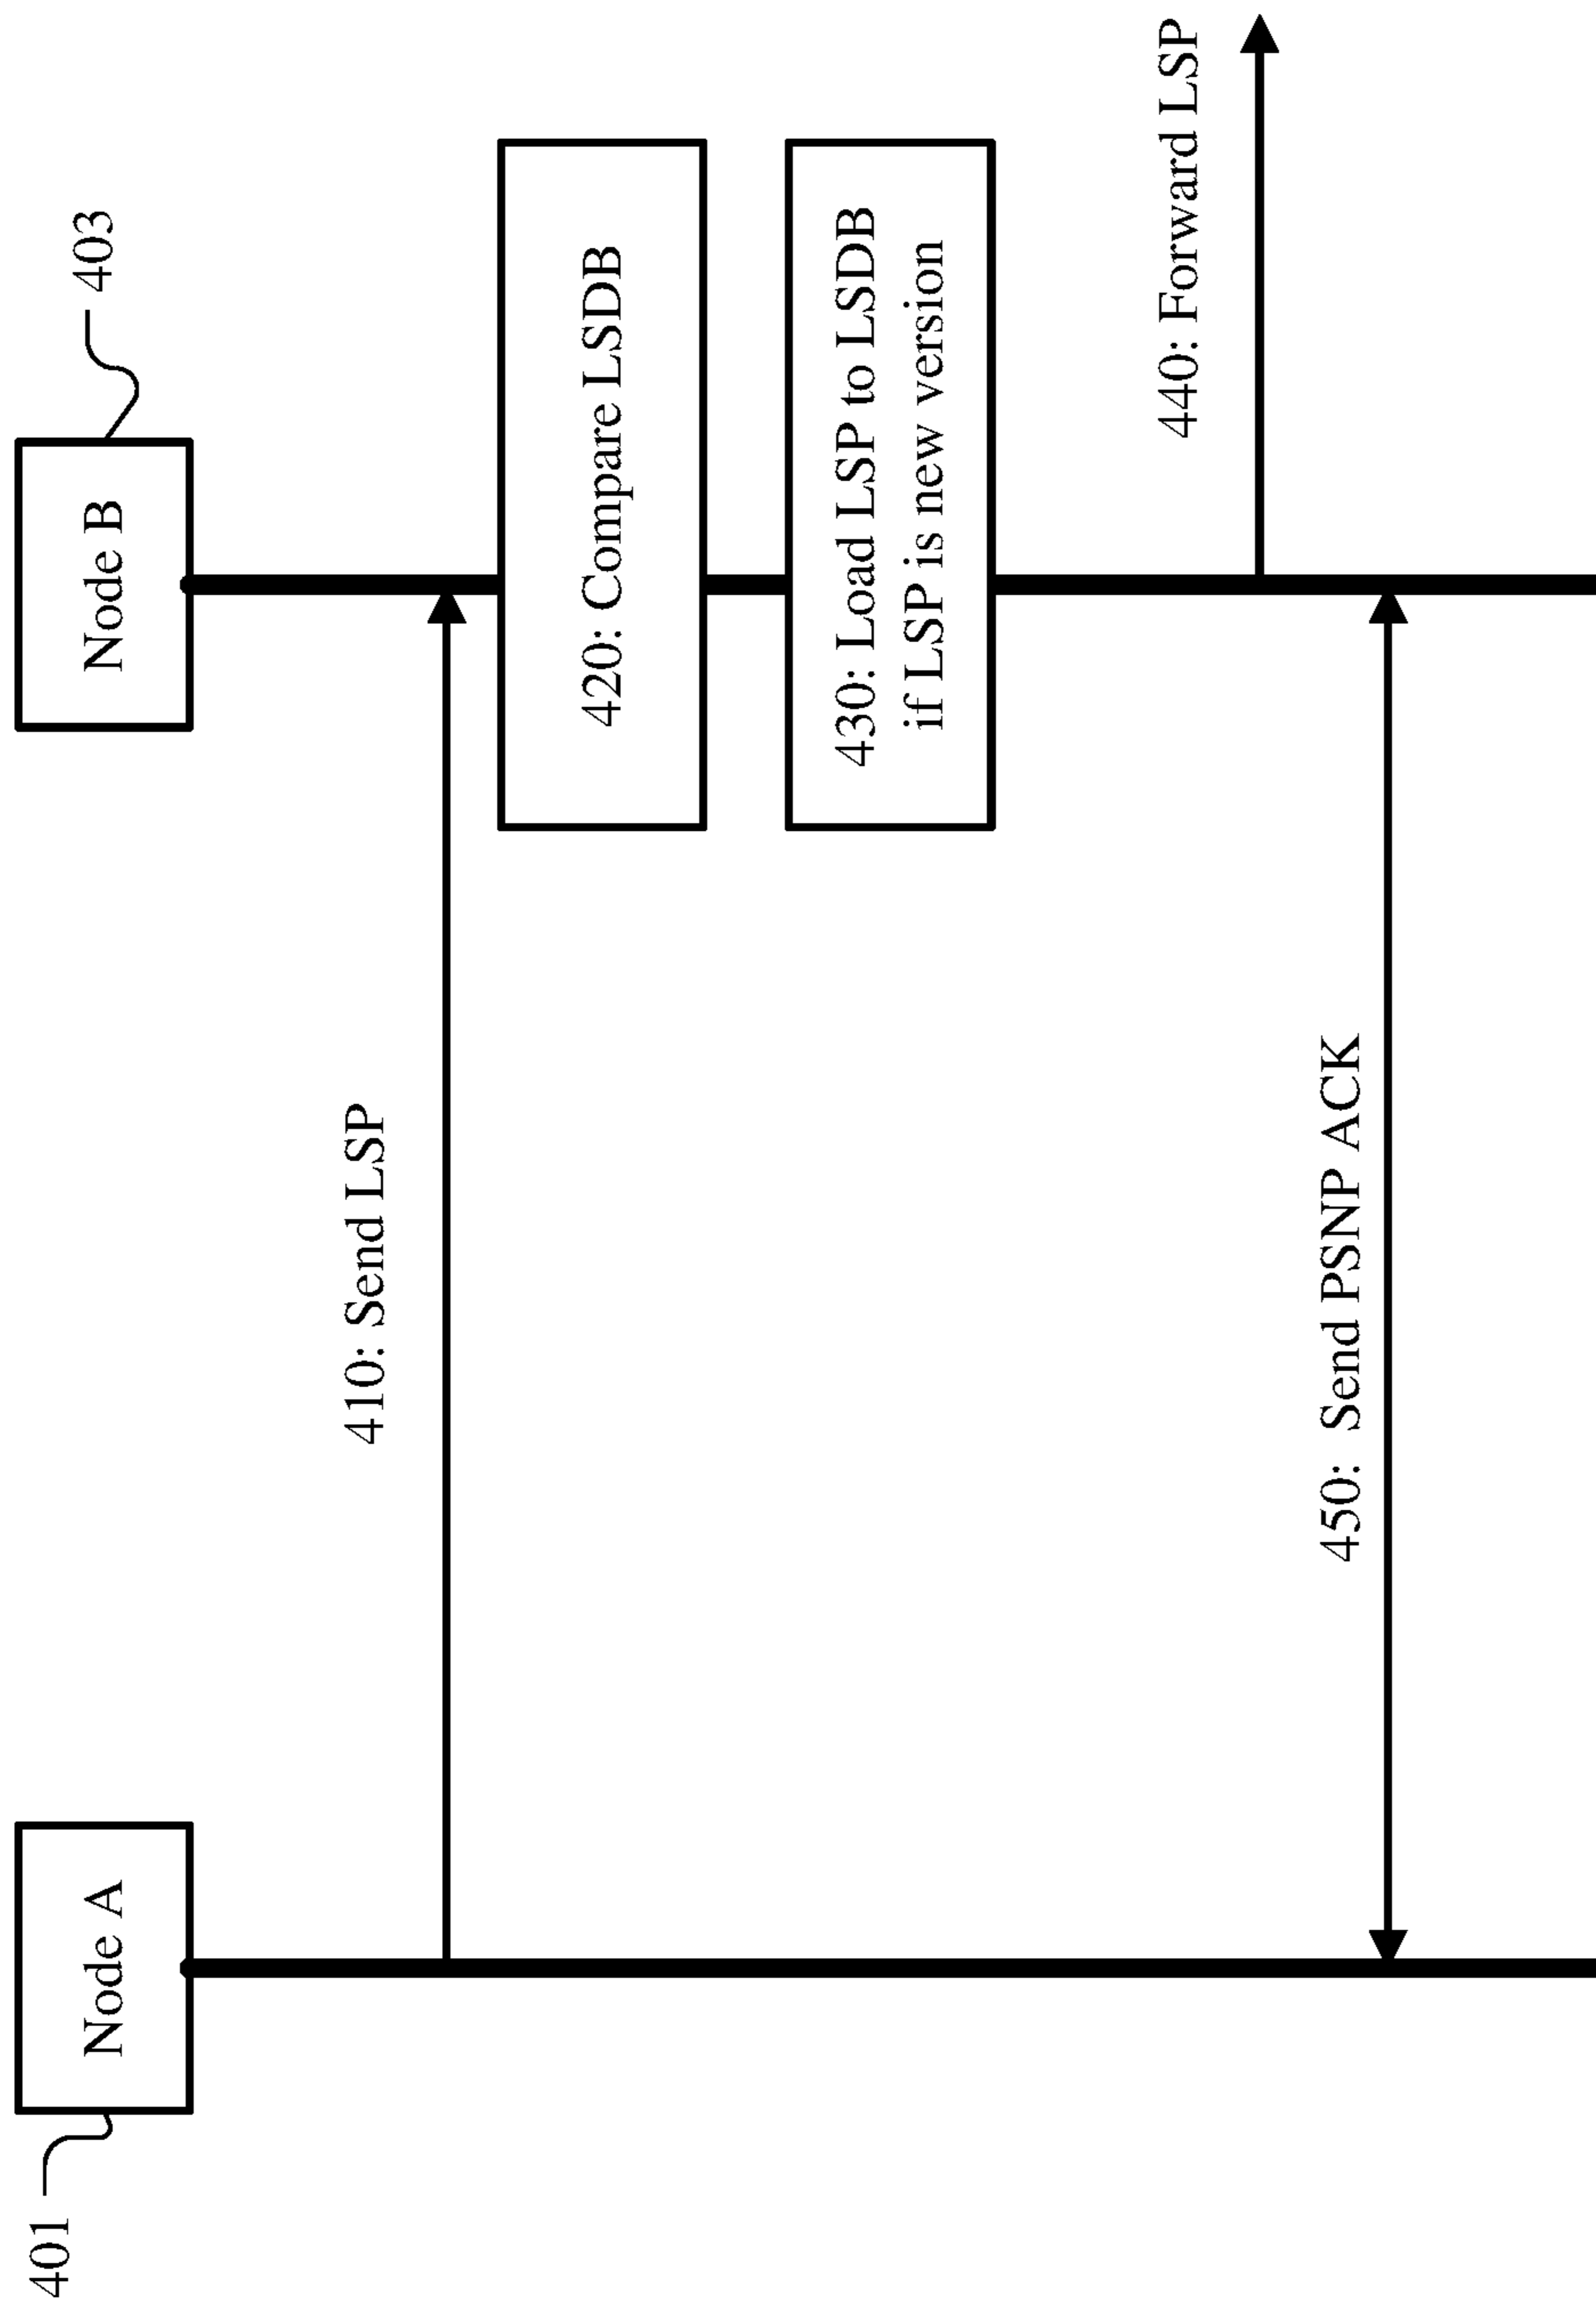 401
Node A
Node B
403
410: Send LSP
420: Compare LSDB
430: Load LSP to LSDB
if LSP is new version
440: Forward LSP
450: Send PSNP ACK